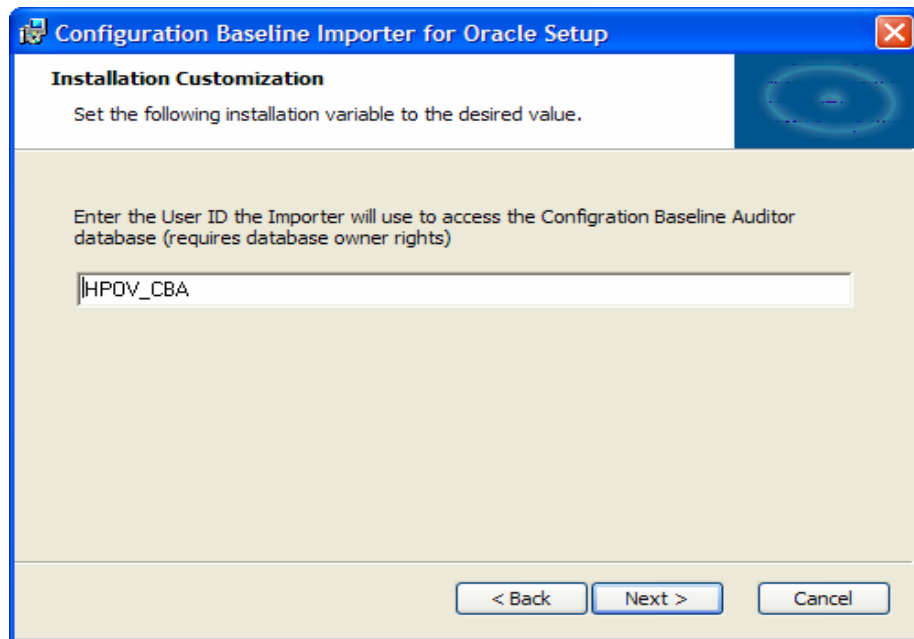 Configuration Baseline Importer for Oracle Setup
Installation Customization
Set the following installation variable to the desired value.
Enter the User ID the Importer will use to access the Configration Baseline Auditor
database (requires database owner rights)
HPOV_CBA
< Back Next > Cancel